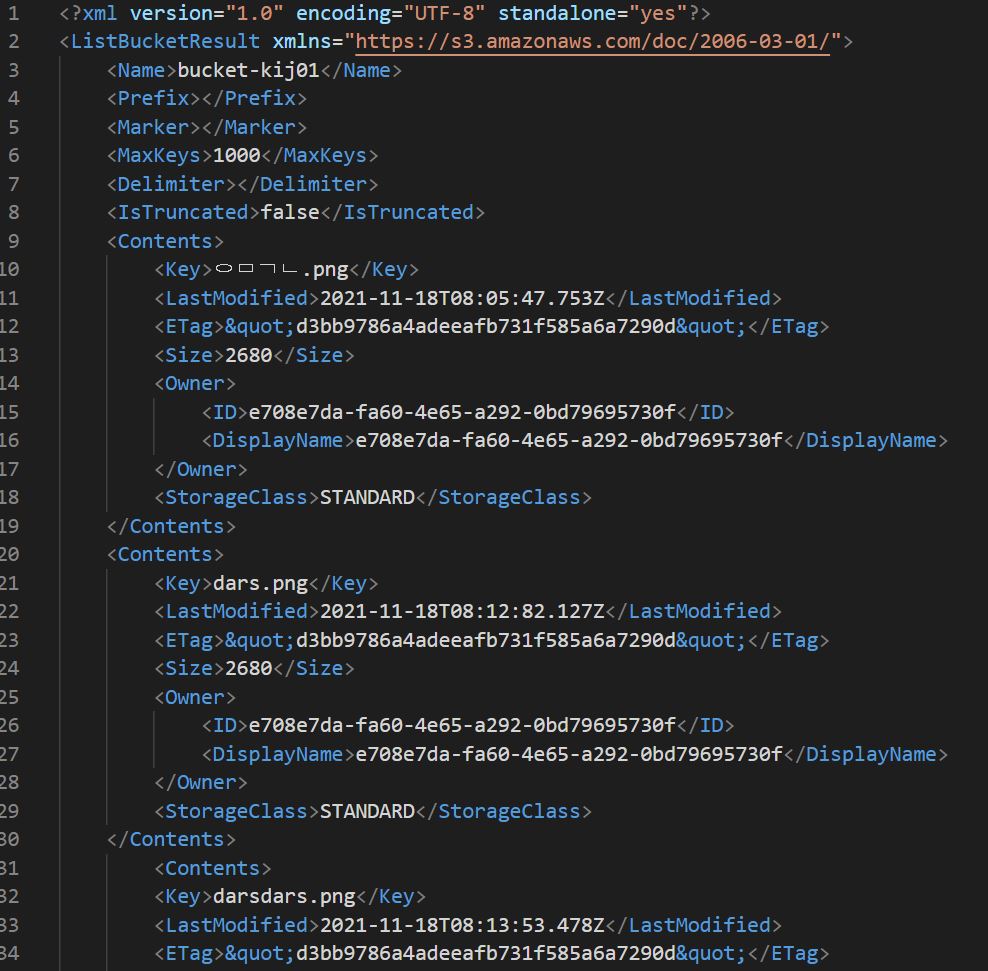 1 <?xml version="1.0" encoding="UTF-8" standalone="yes"?>
2 <ListBucketResult xmlns="https://s3.amazonaws.com/doc/2006-03-01/">
3 <Name>bucket-kij01</Name>
4 <Prefix></Prefix>
5 <Marker></Marker>
6 <MaxKeys>1000</MaxKeys>
7 <Delimiter></Delimiter>
8 <IsTruncated>false</IsTruncated>
9 <Contents>
10 <Key>ㅇㅁㄱㄴ.png</Key>
11 <LastModified>2021-11-18T08:05:47.753Z</LastModified>
12 <ETag>&quot;d3bb9786a4adeeafb731f585a6a7290d&quot;</ETag>
13 <Size>2680</Size>
14 <Owner>
15 <ID>e708e7da-fa60-4e65-a292-0bd79695730f</ID>
16 <DisplayName>e708e7da-fa60-4e65-a292-0bd79695730f</DisplayName>
17 </Owner>
18 <StorageClass>STANDARD</StorageClass>
19 </Contents>
20 <Contents>
21 <Key>dars.png</Key>
22 <LastModified>2021-11-18T08:12:82.127Z</LastModified>
23 <ETag>&quot;d3bb9786a4adeeafb731f585a6a7290d&quot;</ETag>
24 <Size>2680</Size>
25 <Owner>
26 <ID>e708e7da-fa60-4e65-a292-0bd79695730f</ID>
27 <DisplayName>e708e7da-fa60-4e65-a292-0bd79695730f</DisplayName>
28 </Owner>
29 <StorageClass>STANDARD</StorageClass>
30 </Contents>
31 <Contents>
32 <Key>darsdars.png</Key>
33 <LastModified>2021-11-18T08:13:53.478Z</LastModified>
34 <ETag>&quot;d3bb9786a4adeeafb731f585a6a7290d&quot;</ETag>